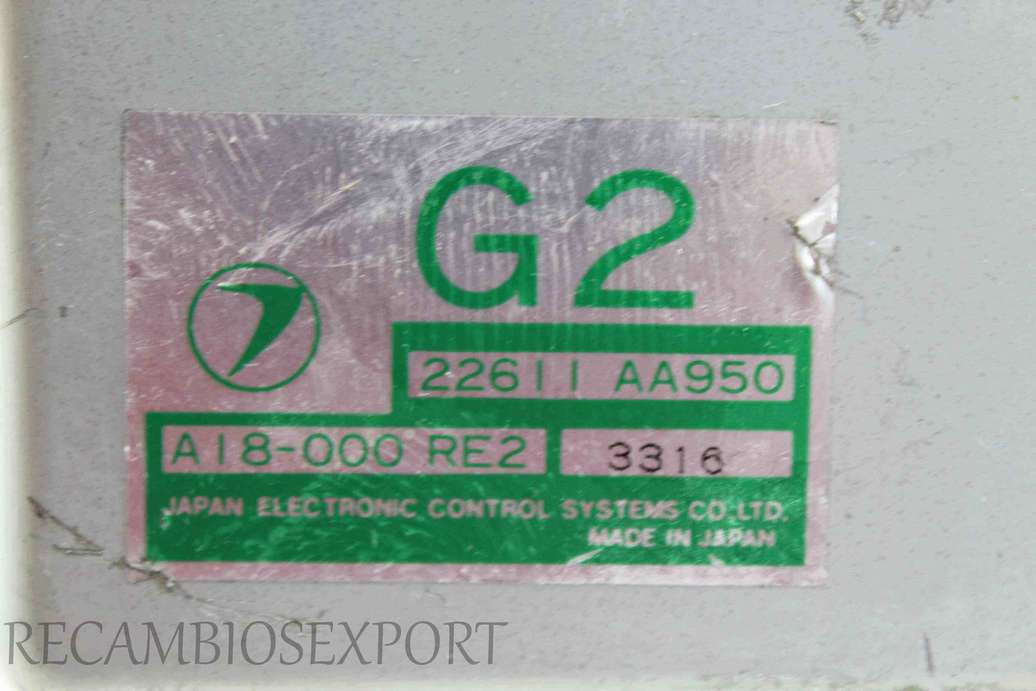 G2
22611 AA950
A18-000 RE2 3316
JAPAN ELECTRONIC CONTROL SYSTEMS CO.LTD.
MADE IN JAPAN
RECAMBIOSEXPORT